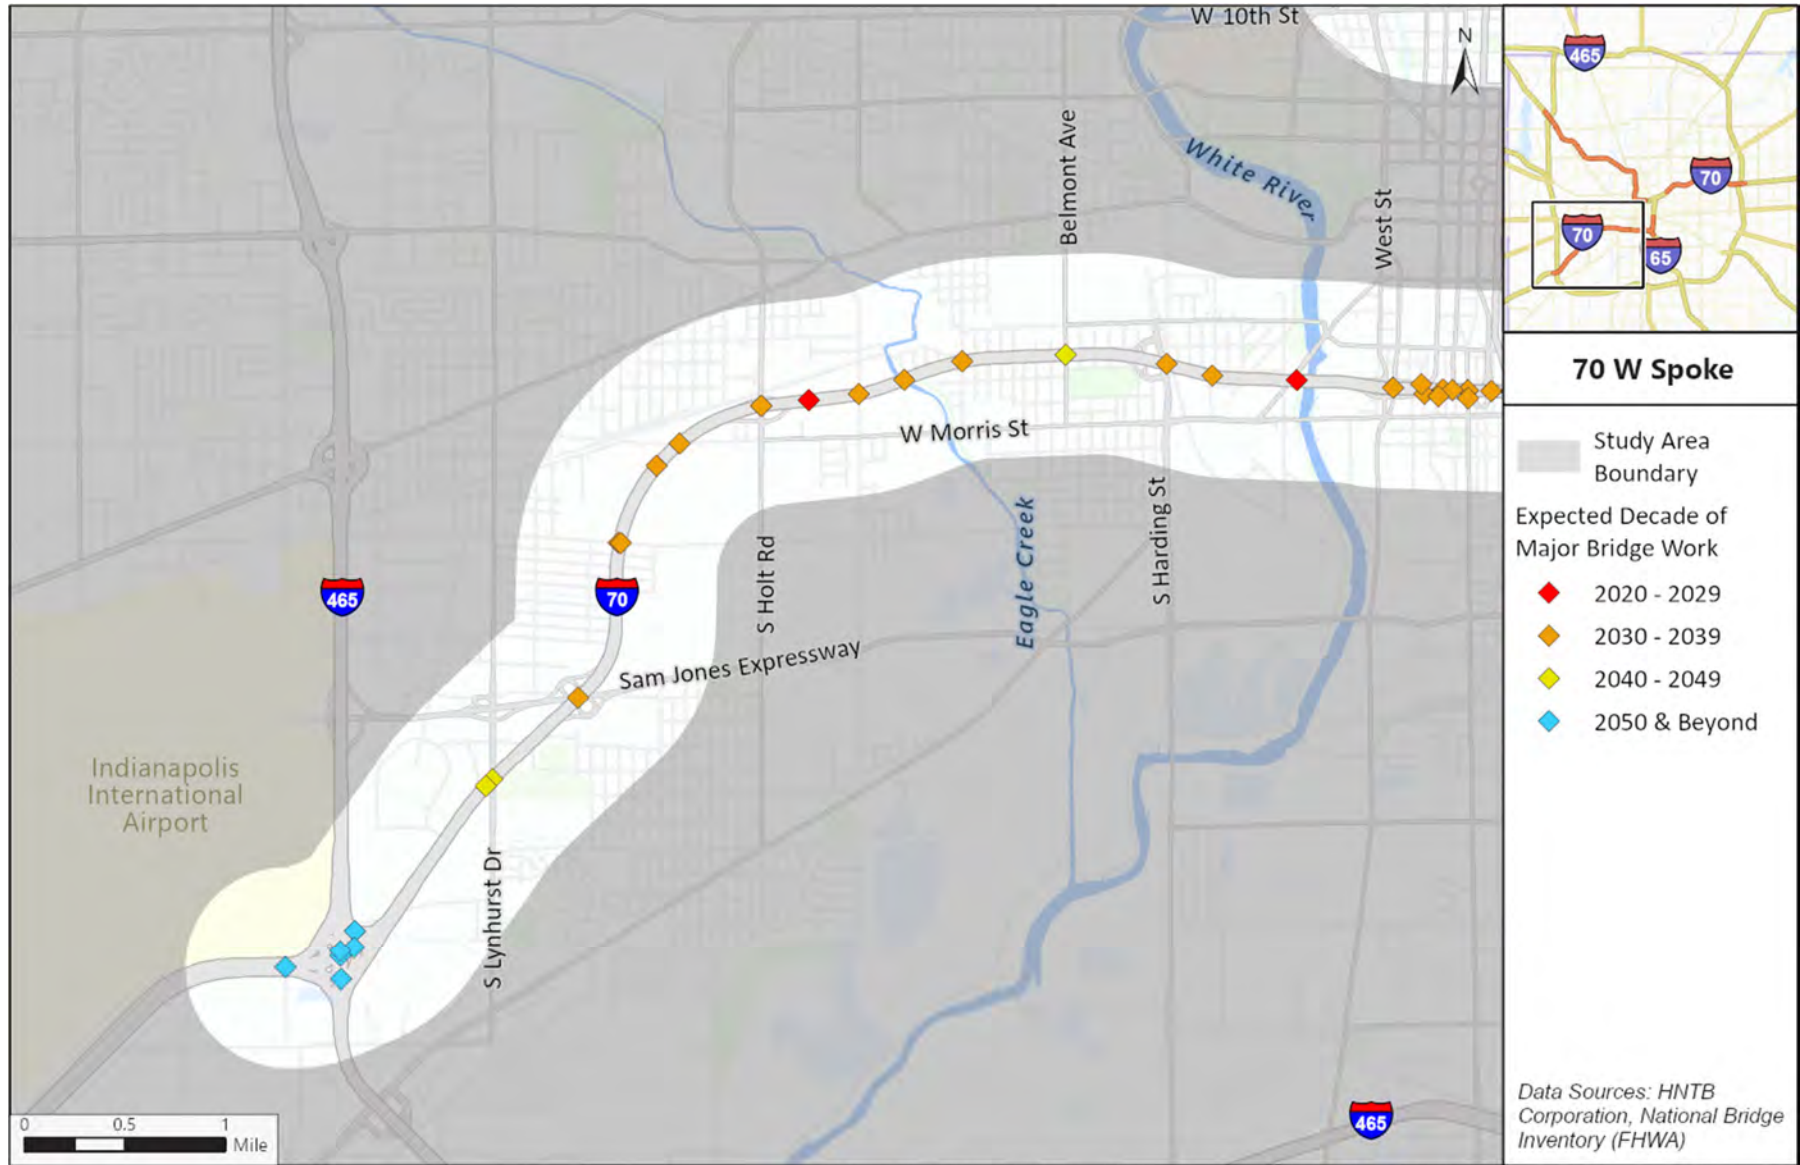 W 10th St
N
Belmont Ave
White River
West St
W Morris St
S Holt Rd
Eagle Creek
S Harding St
465
70
Sam Jones Expressway
Indianapolis
International
Airport
S Lynhurst Dr
465
0 0.5 1
Mile
465
70
70
65
70 W Spoke
Study Area
Boundary
Expected Decade of
Major Bridge Work
2020 - 2029
2030 - 2039
2040 - 2049
2050 & Beyond
Data Sources: HNTB
Corporation, National Bridge
Inventory (FHWA)